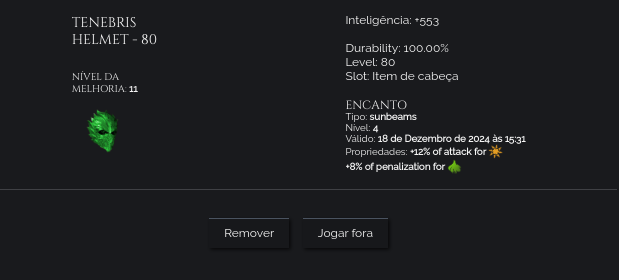 TENEBRIS
HELMET - 80
NÍVEL DA
MELHORIA: 11
Inteligência: +553
Durability: 100.00%
Level: 80
Slot: Item de cabeça
ENCANTO
Tipo: sunbeams
Nível: 4
Válido: 18 de Dezembro de 2024 às 15:31
Propriedades: +12% of attack for
+8% of penalization for
Remover
Jogar fora